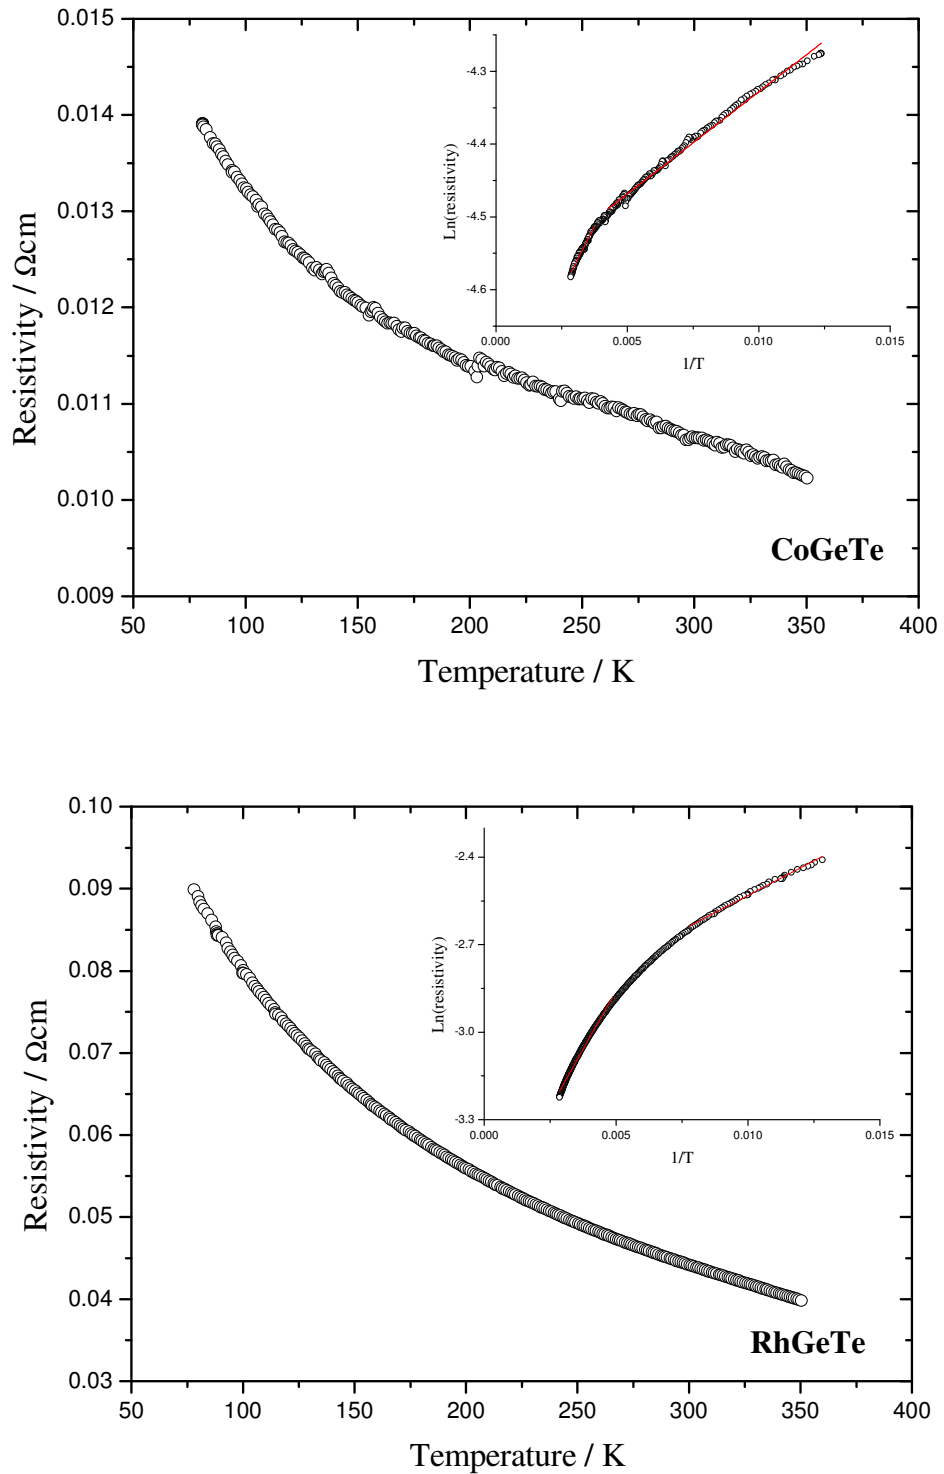 0.015
0.014
0.013
0.012
0.011
0.010
0.009
Resistivity / Ωcm
50 100 150 200 250 300 350 400
Temperature / K
CoGeTe
-4.3
-4.4
-4.5
-4.6
Ln(resistivity)
0.000 0.005 0.010 0.015
1/T
0.10
0.09
0.08
0.07
0.06
0.05
0.04
0.03
Resistivity / Ωcm
50 100 150 200 250 300 350 400
Temperature / K
RhGeTe
-2.4
-2.7
-3.0
-3.3
Ln(resistivity)
0.000 0.005 0.010 0.015
1/T